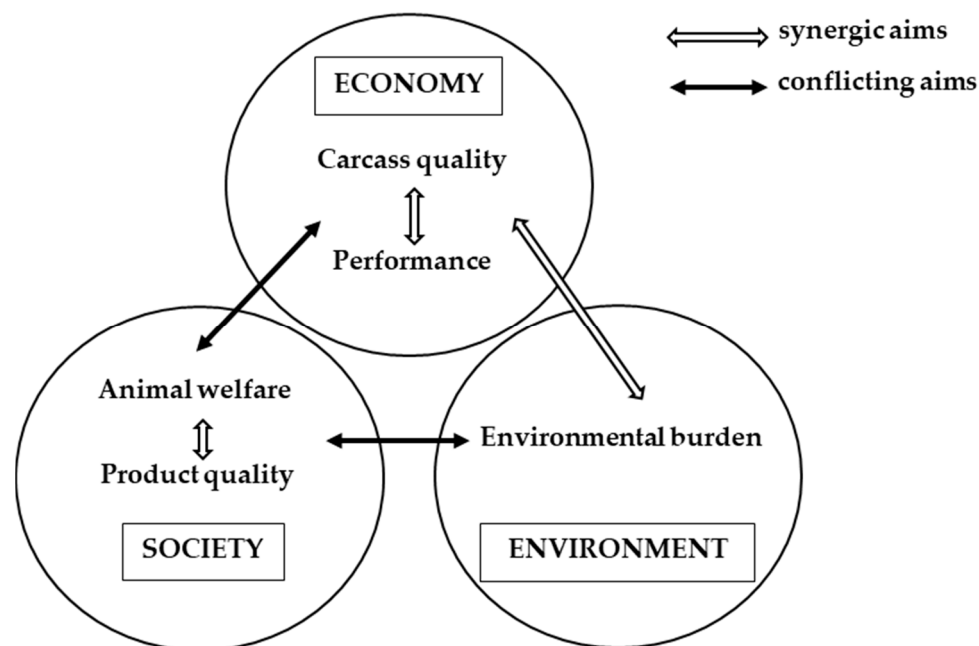 synergic aims
conflicting aims
ECONOMY
Carcass quality
Performance
Animal welfare
Product quality
SOCIETY
Environmental burden
ENVIRONMENT